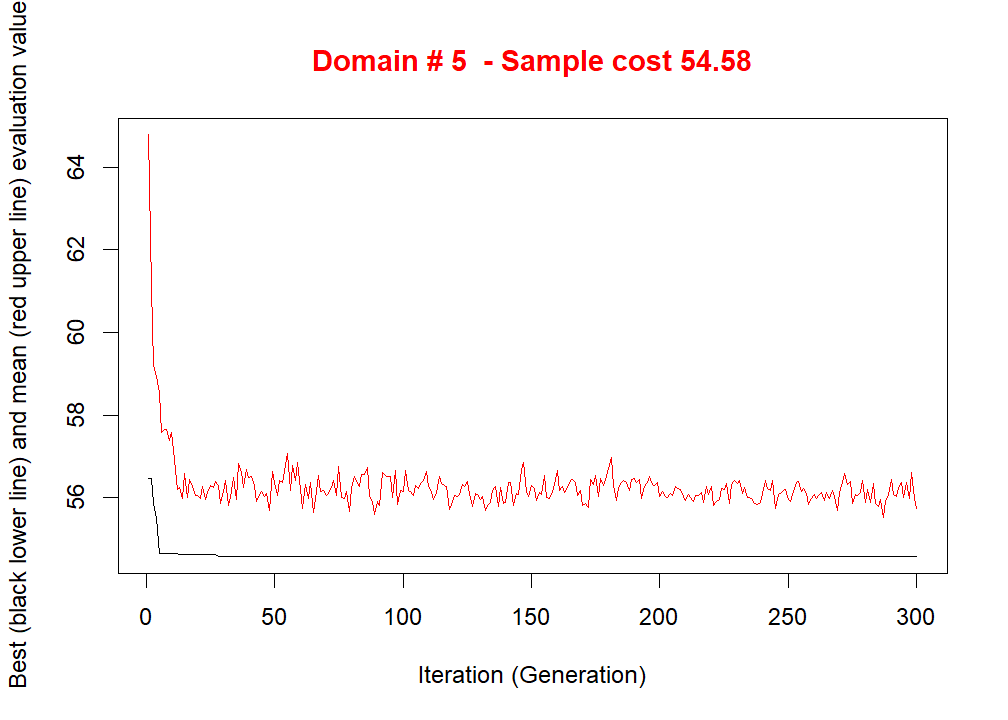 Domain # 5  - Sample cost 54.58
Best (black lower line) and mean (red upper line) evaluation value
64
62
60
58
56
0 50 100 150 200 250 300
Iteration (Generation)